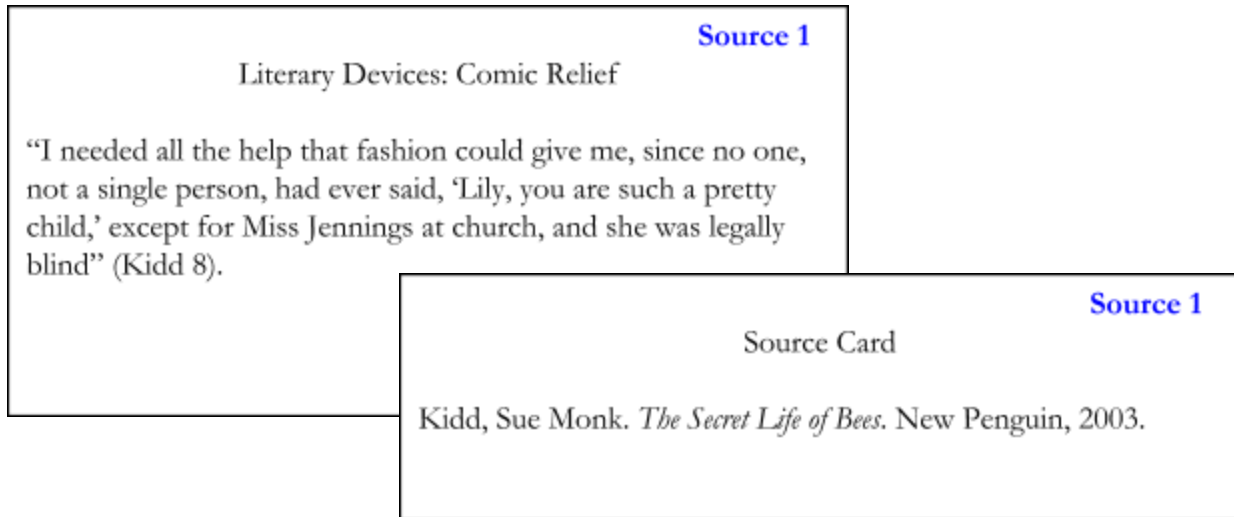 Source 1
Literary Devices: Comic Relief
“I needed all the help that fashion could give me, since no one,
not a single person, had ever said, ‘Lily, you are such a pretty
child,’ except for Miss Jennings at church, and she was legally
blind” (Kidd 8).
Source 1
Source Card
Kidd, Sue Monk. The Secret Life of Bees. New Penguin, 2003.